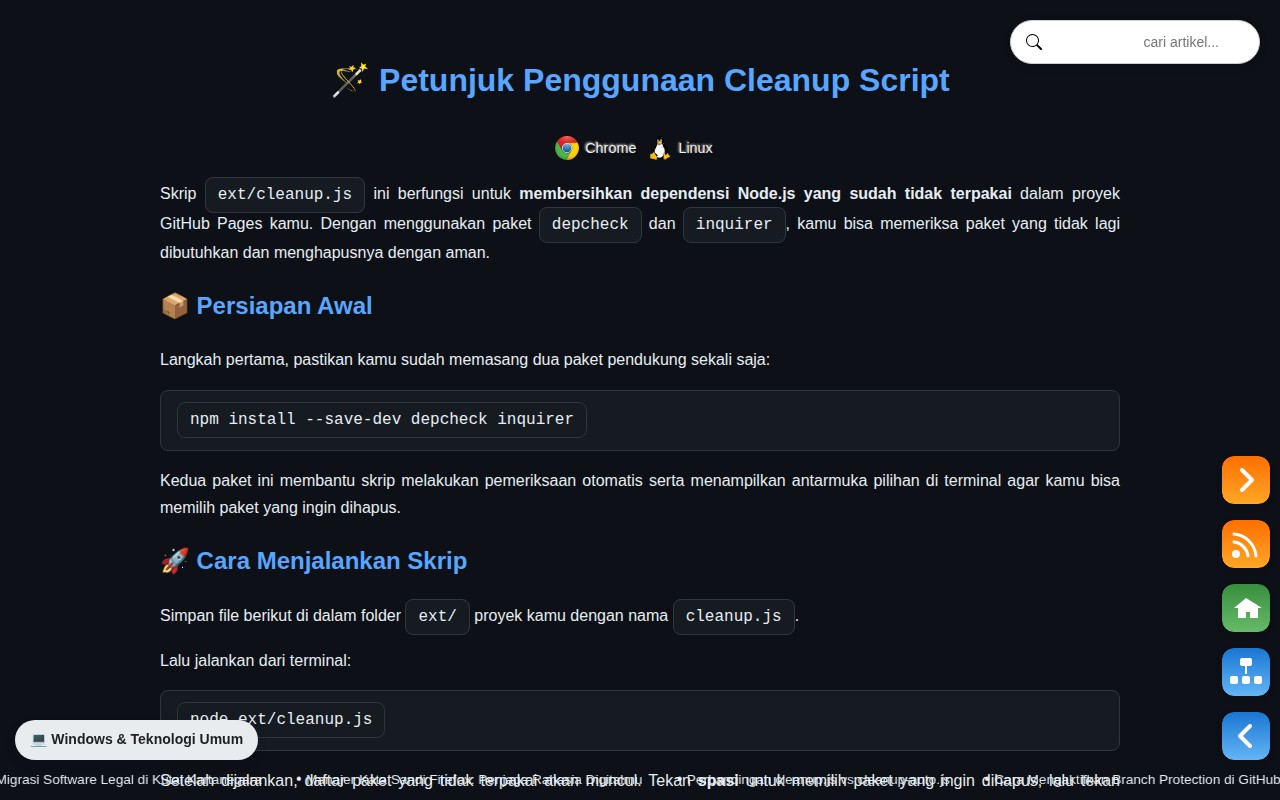 cari artikel...
🪄 Petunjuk Penggunaan Cleanup Script
Chrome Linux
Skrip ext/cleanup.js ini berfungsi untuk membersihkan dependensi Node.js yang sudah tidak terpakai dalam proyek
GitHub Pages kamu. Dengan menggunakan paket depcheck dan inquirer, kamu bisa memeriksa paket yang tidak lagi
dibutuhkan dan menghapusnya dengan aman.
📦 Persiapan Awal
Langkah pertama, pastikan kamu sudah memasang dua paket pendukung sekali saja:
npm install --save-dev depcheck inquirer
Kedua paket ini membantu skrip melakukan pemeriksaan otomatis serta menampilkan antarmuka pilihan di terminal agar kamu bisa
memilih paket yang ingin dihapus.
🚀 Cara Menjalankan Skrip
Simpan file berikut di dalam folder ext/ proyek kamu dengan nama cleanup.js.
Lalu jalankan dari terminal:
node ext/cleanup.js
💻 Windows & Teknologi Umum
Setelah dijalankan, daftar paket yang tidak terpakai akan muncul. Tekan spasi untuk memilih paket yang ingin dihapus, lalu tekan
Migrasi Software Legal di • Cara Mengaktifkan Branch Protection di GitHub